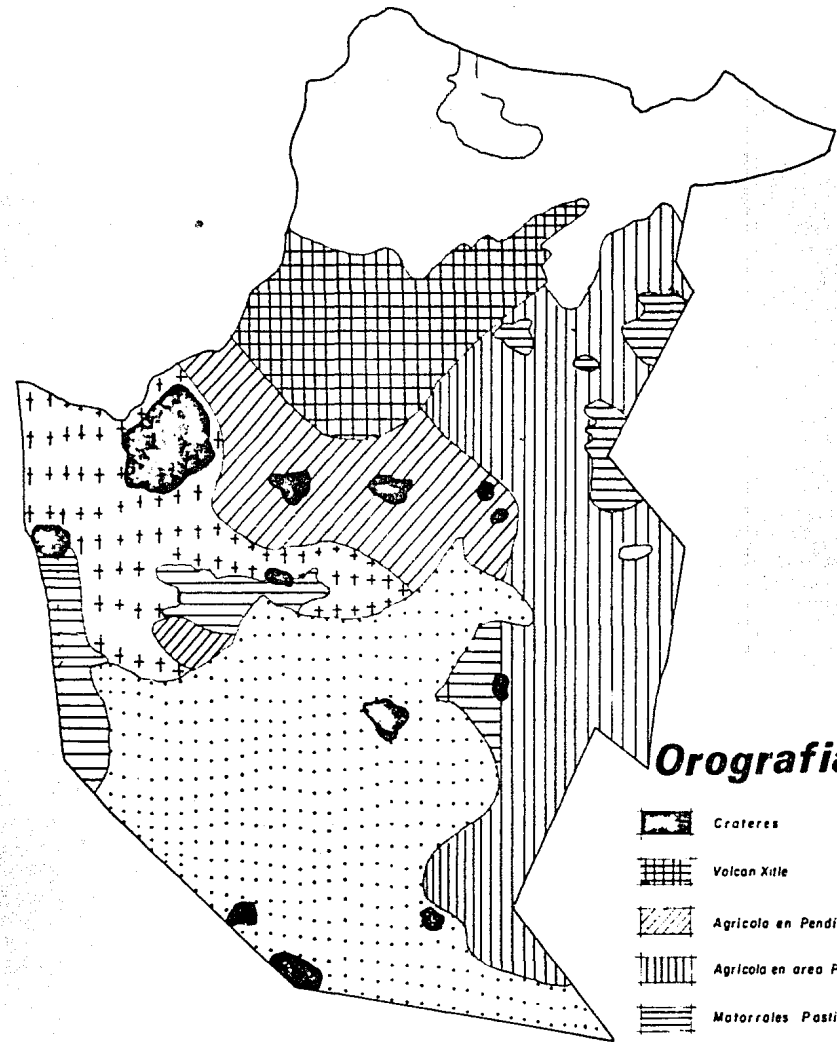 Orografia
Crateres
Volcan Xitle
Agricola en Pendi
Agricola en area P
Matorrales Pasti